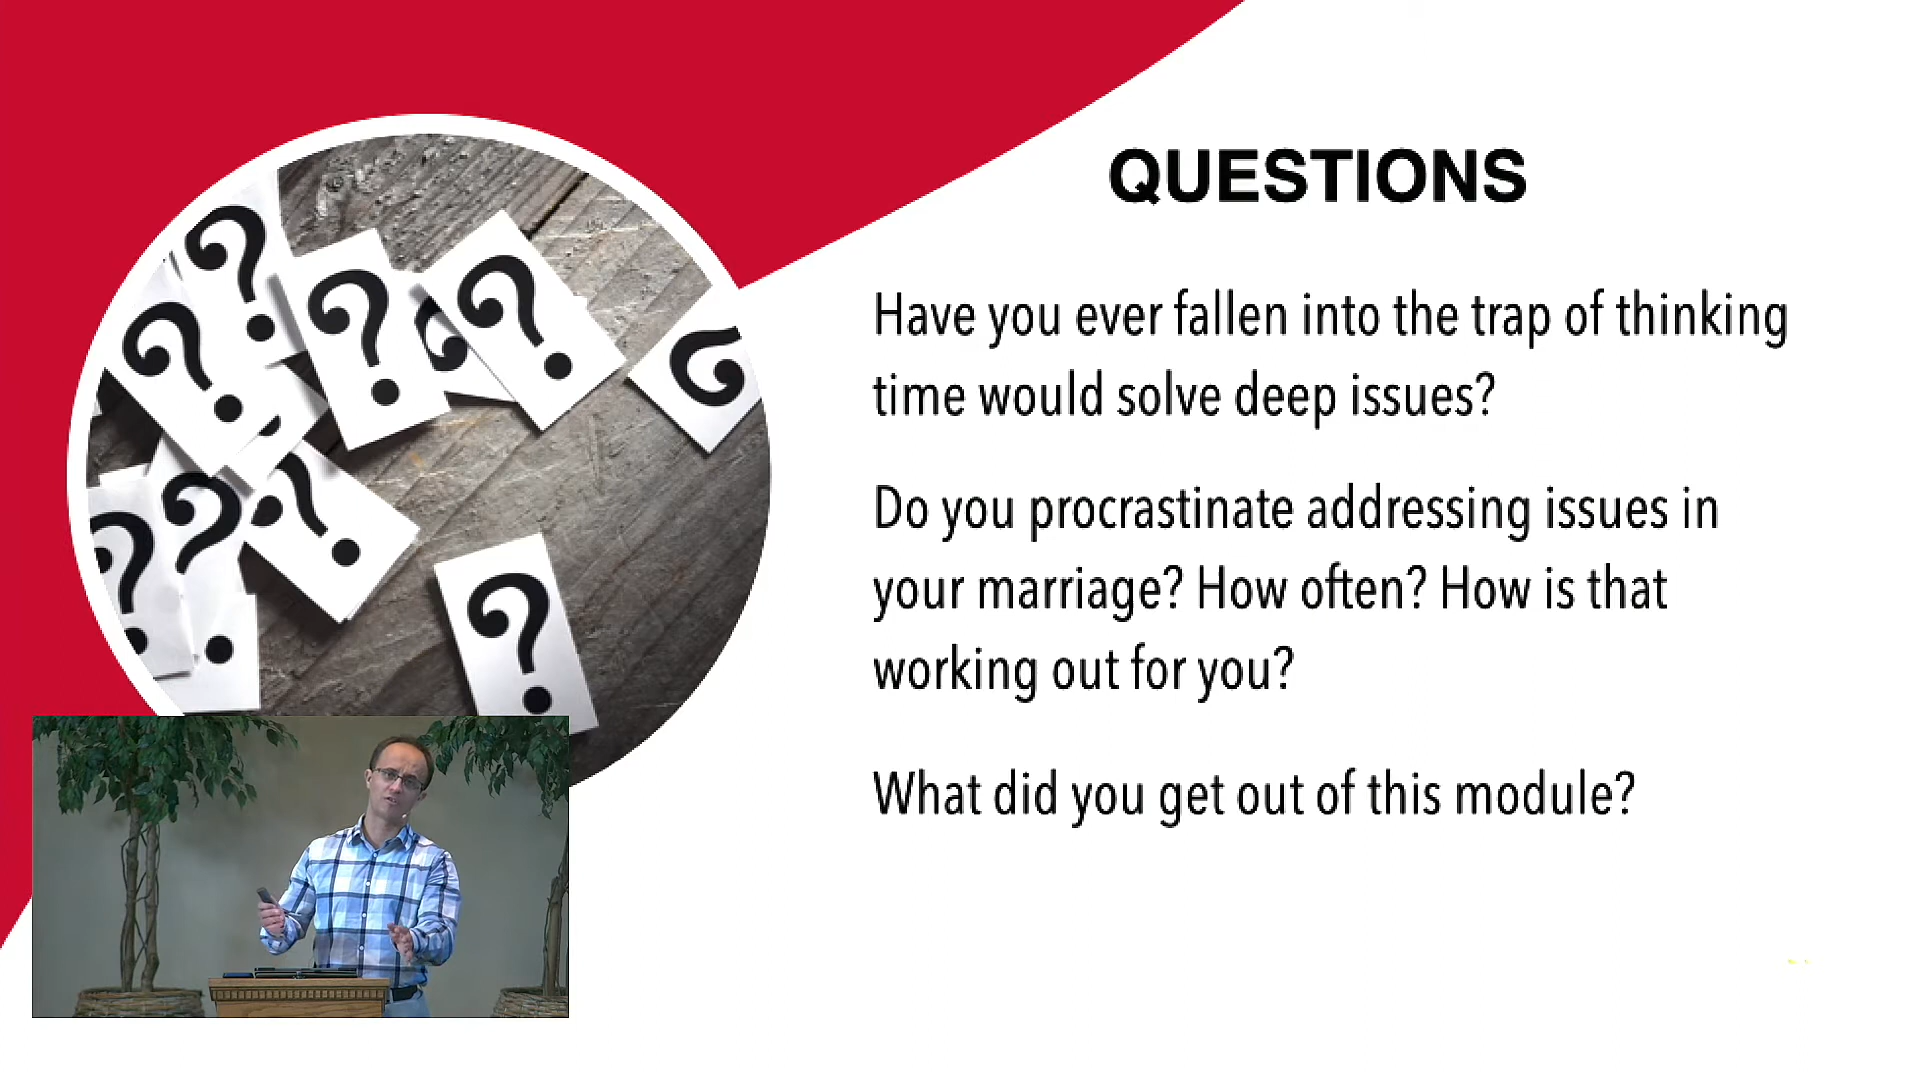 QUESTIONS
Have you ever fallen into the trap of thinking
time would solve deep issues?
Do you procrastinate addressing issues in
your marriage? How often? How is that
working out for you?
What did you get out of this module?
? ? ? ? ? ? ? ? ? ?